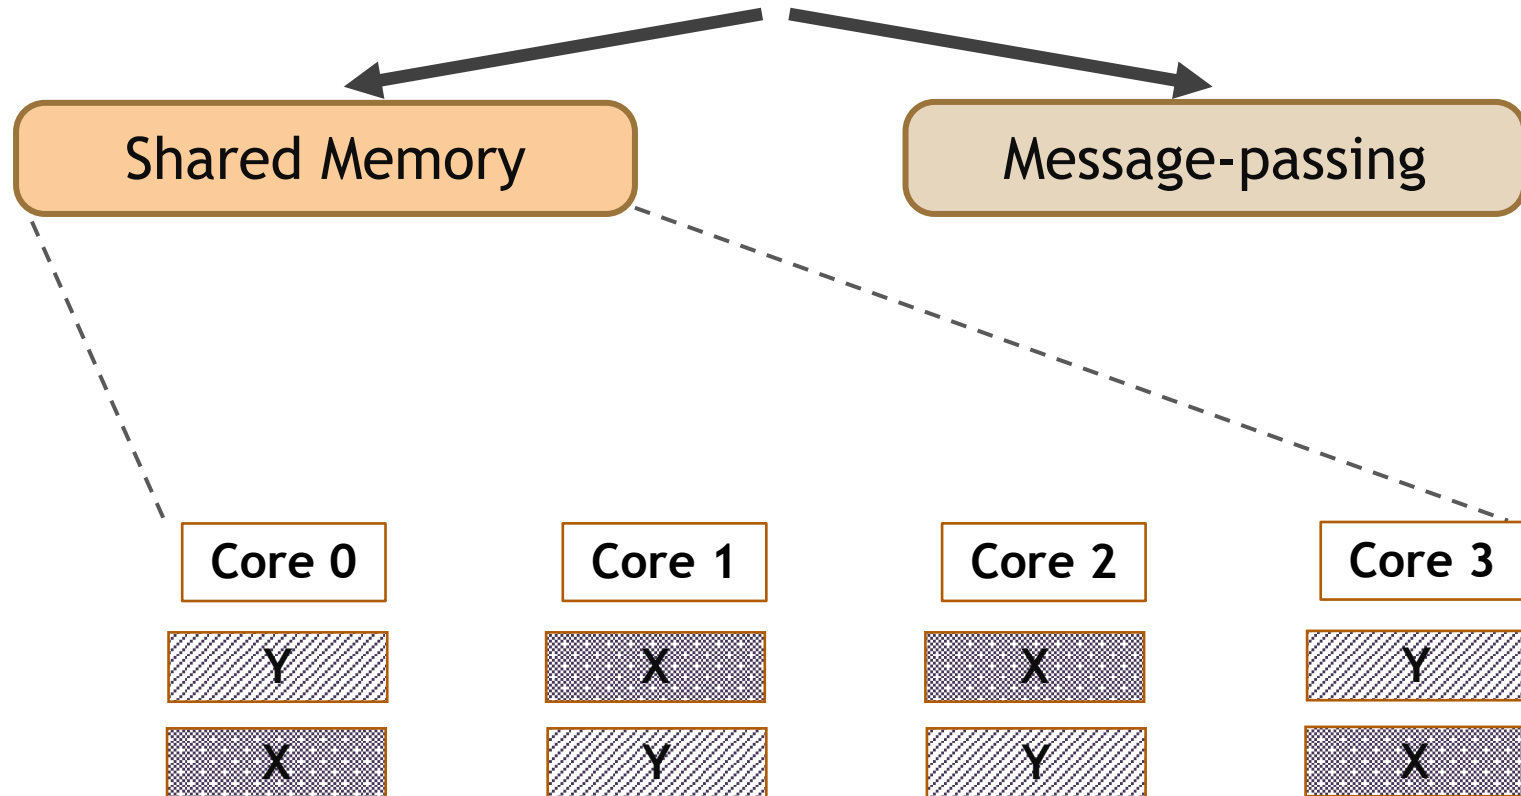 Shared Memory Message-passing
Core 0 Core 1 Core 2 Core 3
Y X X Y
X Y Y X